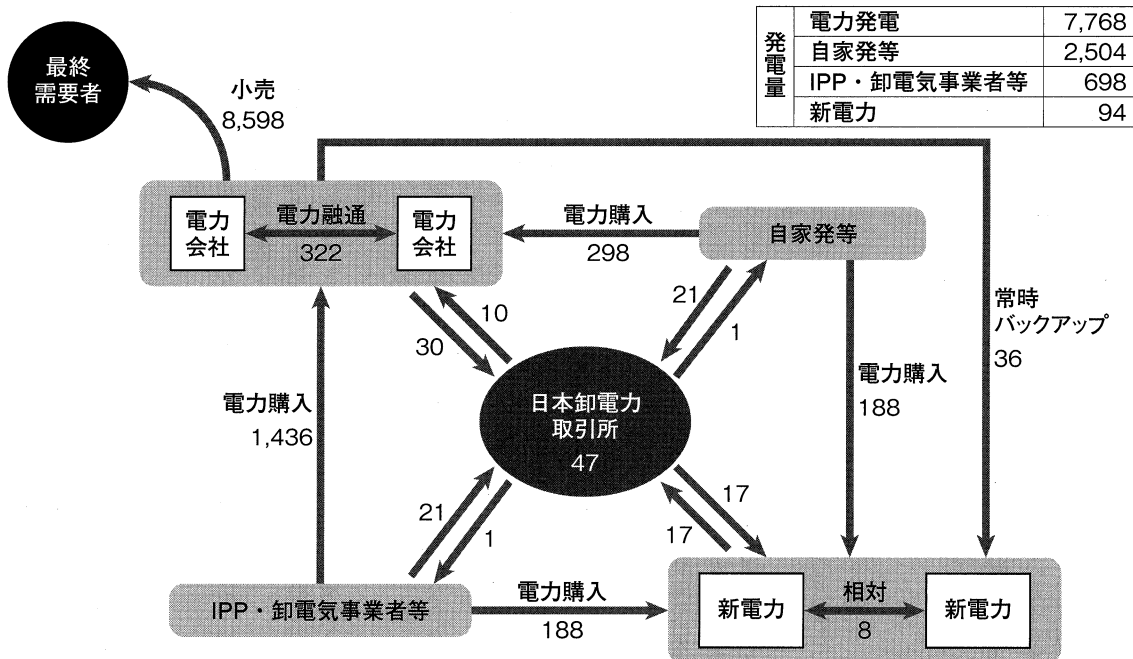 発電量
電力発電 7,768
自家発等 2,504
IPP・卸電気事業者等 698
新電力 94
最終
需要者
小売
8,598
電力
会社
電力融通
322
電力
会社
電力購入
298
自家発等
10
30
21
1
常時
バックアップ
36
電力購入
188
電力購入
1,436
日本卸電力
取引所
47
21
1
17
17
IPP・卸電気事業者等
電力購入
188
新電力
相対
8
新電力